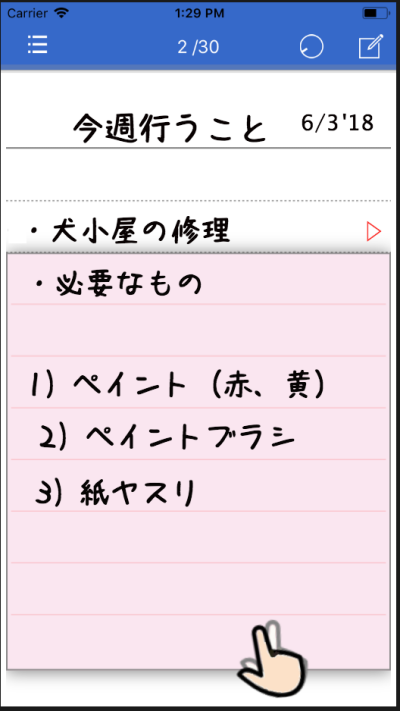 Carrier 1:29 PM
2 /30
今週行うこと 6/3'18
・犬小屋の修理
・必要なもの
1) ペイント (赤、黄)
2) ペイントブラシ
3) 紙ヤスリ